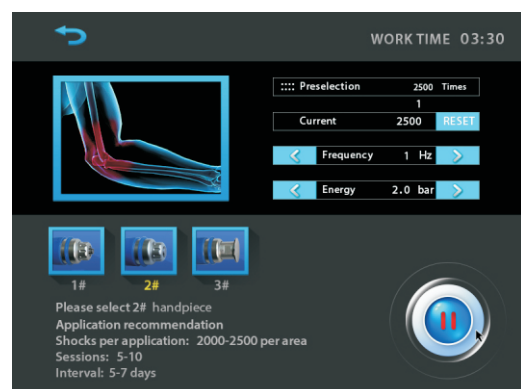 WORK TIME 03:30
:::: Preselection 2500 Times
1
Current 2500 RESET
Frequency 1 Hz
Energy 2.0 bar
1# 2# 3#
Please select 2# handpiece
Application recommendation
Shocks per application: 2000-2500 per area
Sessions: 5-10
Interval: 5-7 days